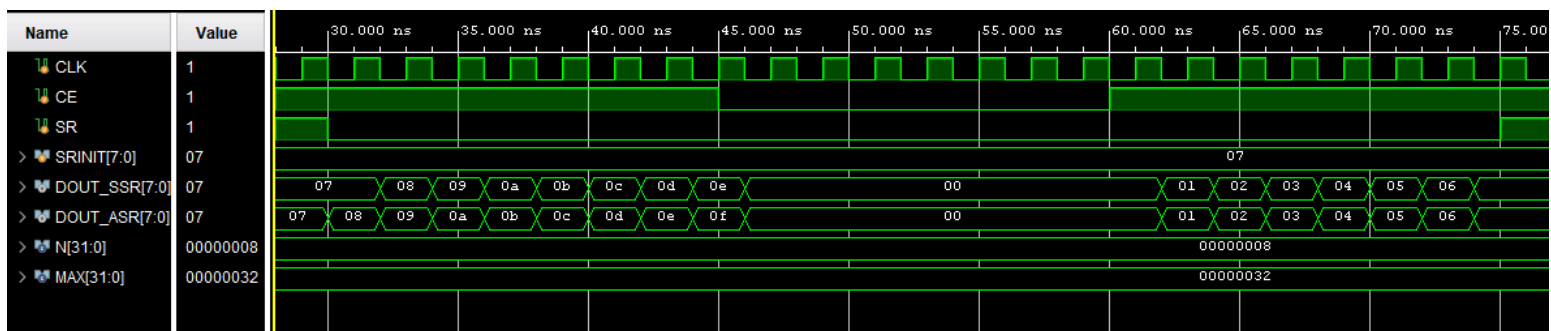 Name Value 30.000 ns 35.000 ns 40.000 ns 45.000 ns 50.000 ns 55.000 ns 60.000 ns 65.000 ns 70.000 ns 75.00
CLK 1
CE 1
SR 1
SRINIT[7:0] 07 07
DOUT_SSR[7:0] 07 07 08 09 0a 0b 0c 0d 0e 00 01 02 03 04 05 06
DOUT_ASR[7:0] 07 07 08 09 0a 0b 0c 0d 0e 0f 00 01 02 03 04 05 06
N[31:0] 00000008 00000008
MAX[31:0] 00000032 00000032